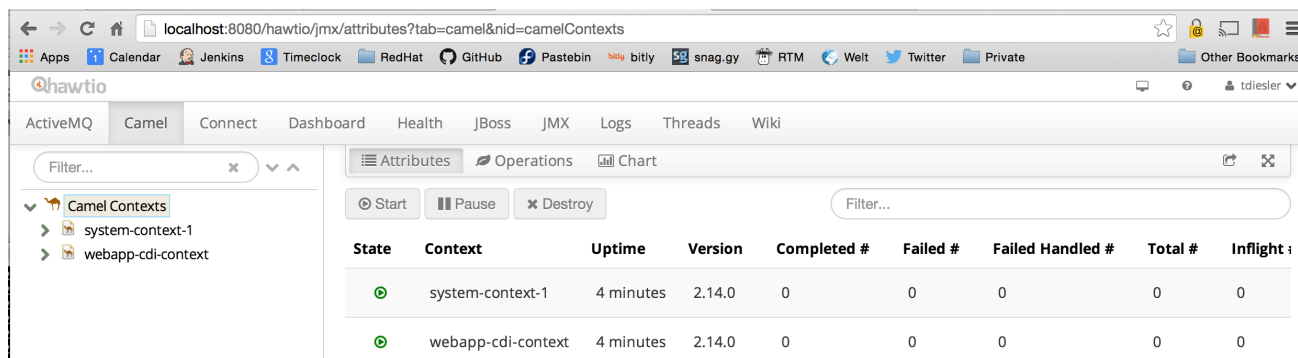 localhost:8080/hawtio/jmx/attributes?tab=camel&nid=camelContexts
Apps 1 Calendar Jenkins 8 Timeclock RedHat GitHub Pastebin bitly bitly sg snag.gy RTM Welt Twitter Private Other Bookmarks
hawtio tdiesler
ActiveMQ Camel Connect Dashboard Health JBoss JMX Logs Threads Wiki
Filter... Attributes Operations Chart
Start Pause Destroy Filter...
Camel Contexts
system-context-1
webapp-cdi-context
State Context Uptime Version Completed # Failed # Failed Handled # Total # Inflight #
system-context-1 4 minutes 2.14.0 0 0 0 0 0
webapp-cdi-context 4 minutes 2.14.0 0 0 0 0 0